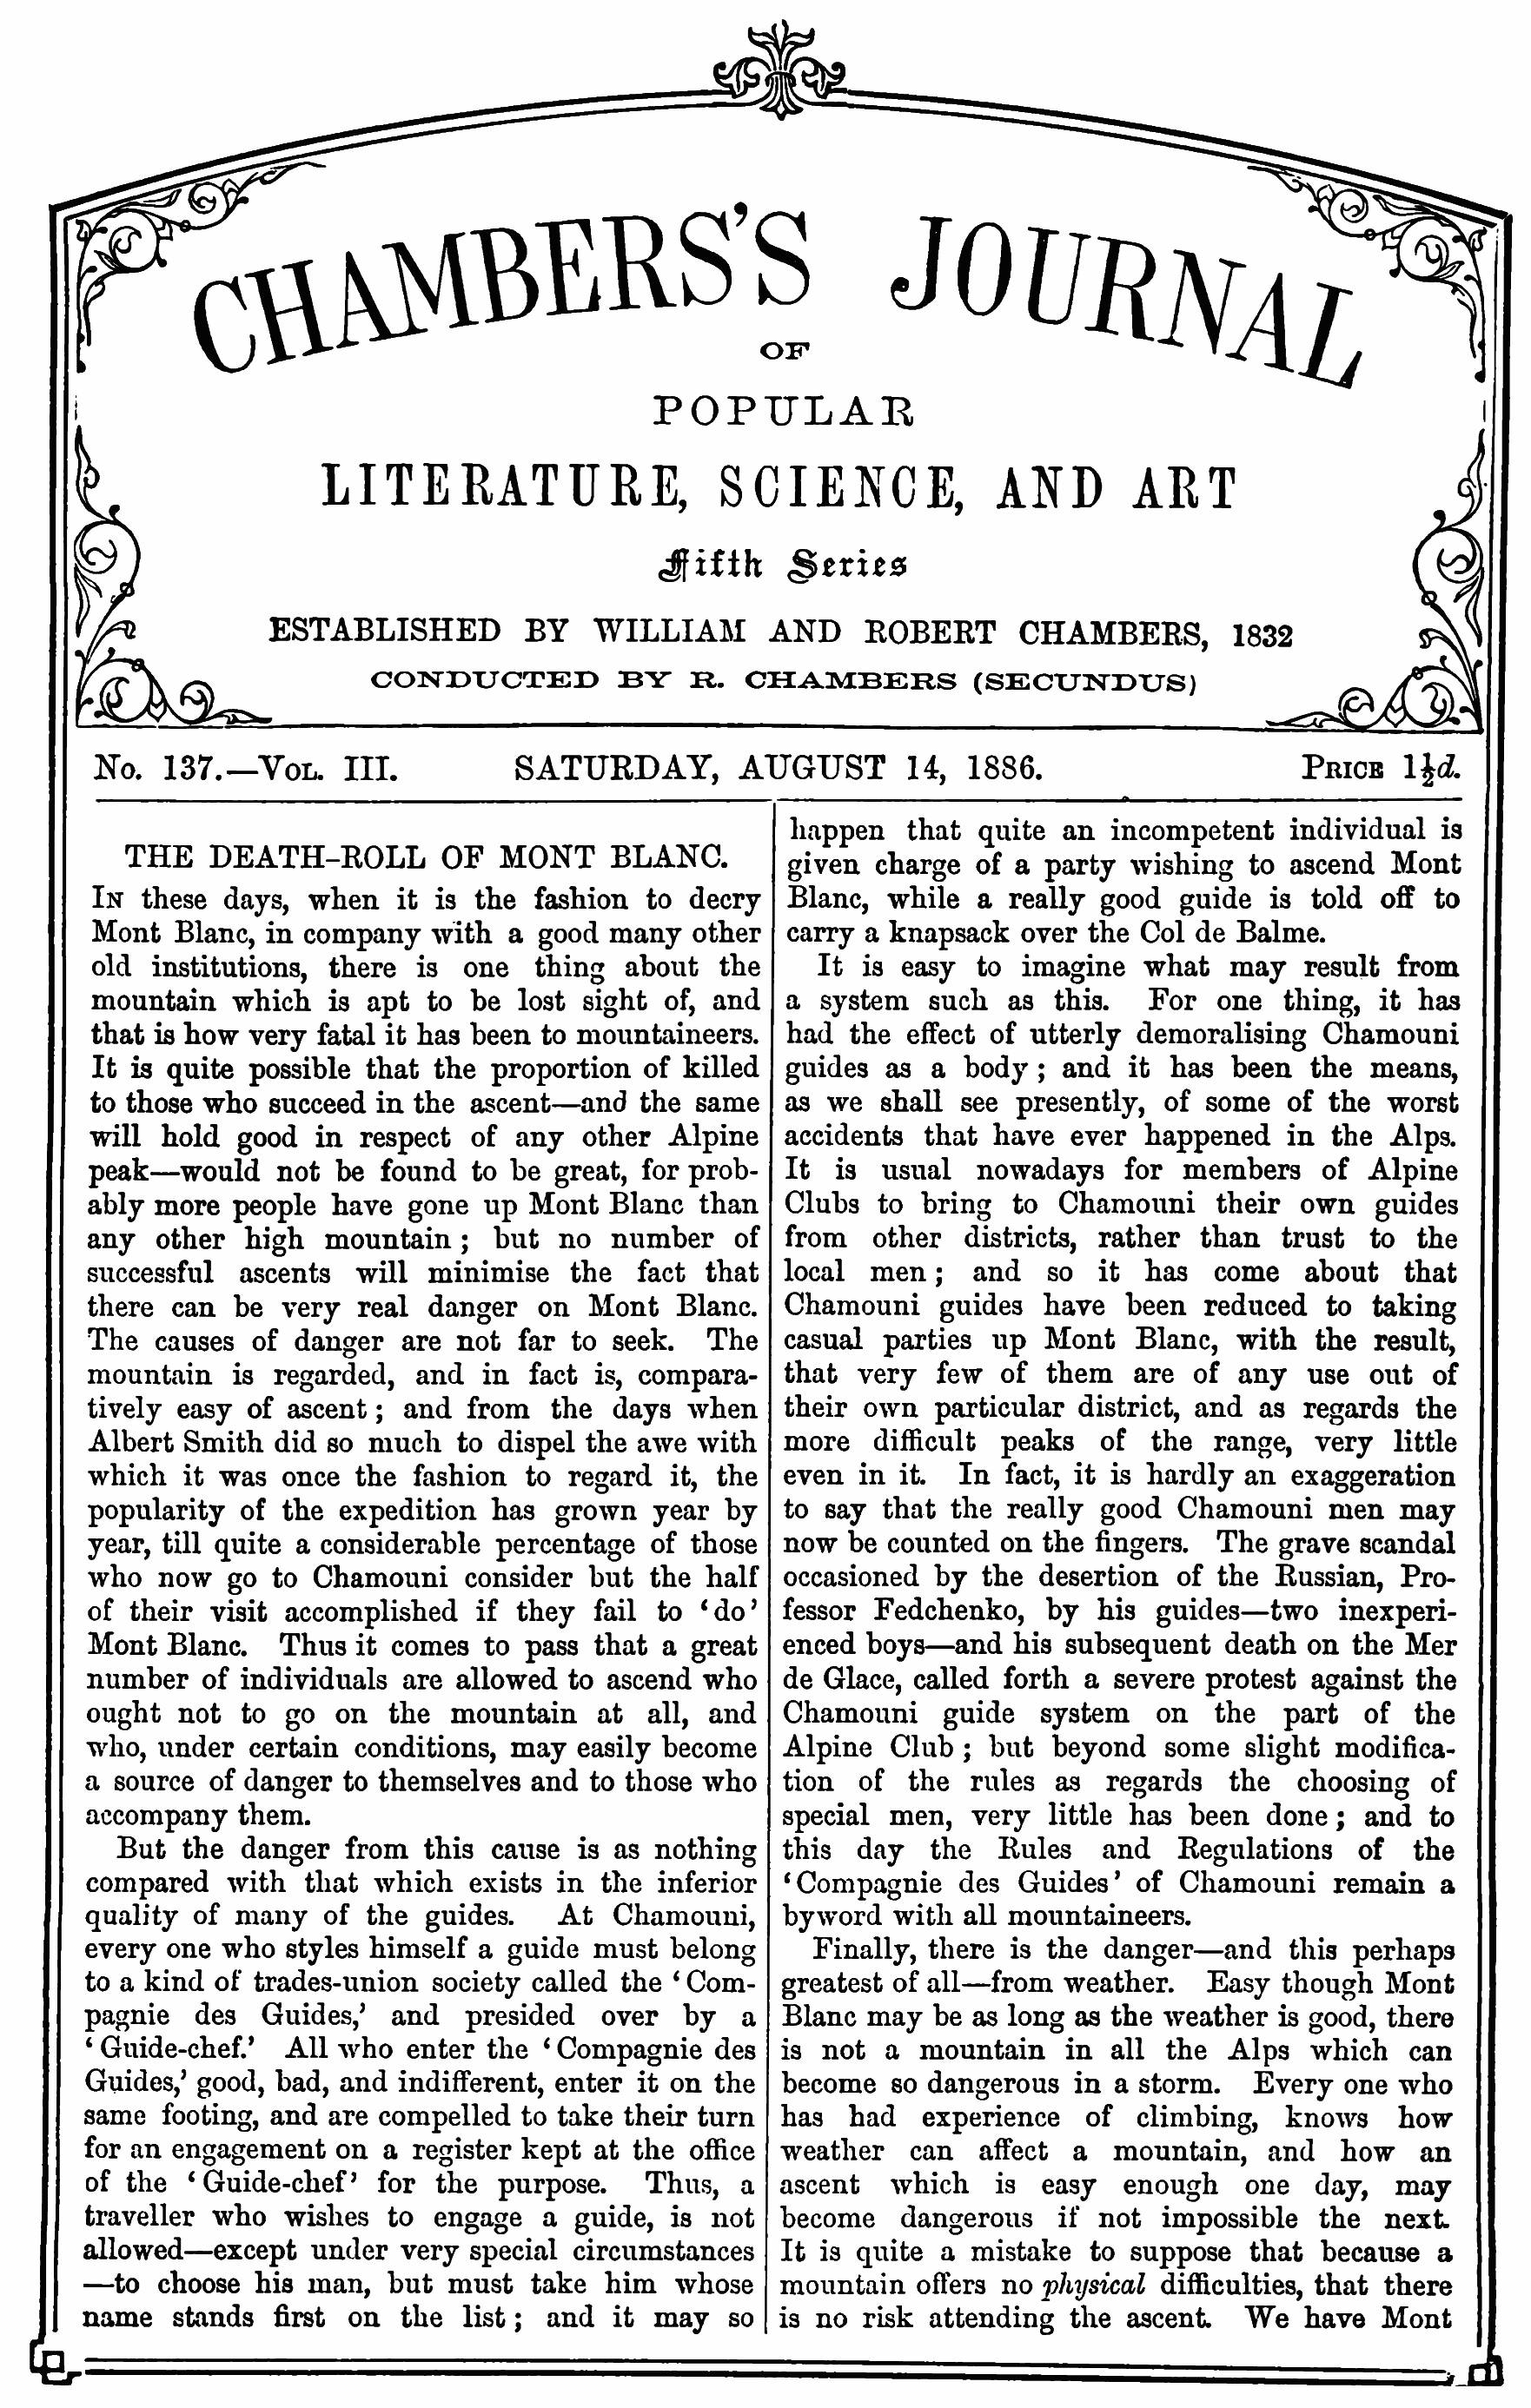 CHAMBERS'S JOURNAL
OF
POPULAR
LITERATURE, SCIENCE, AND ART
Fifth Series
ESTABLISHED BY WILLIAM AND ROBERT CHAMBERS, 1832
CONDUCTED BY R. CHAMBERS (SECUNDUS)
No. 137.—Vol. III. SATURDAY, AUGUST 14, 1886. Price 1½d.
THE DEATH-ROLL OF MONT BLANC.
In these days, when it is the fashion to decry
Mont Blanc, in company with a good many other
old institutions, there is one thing about the
mountain which is apt to be lost sight of, and
that is how very fatal it has been to mountaineers.
It is quite possible that the proportion of killed
to those who succeed in the ascent—and the same
will hold good in respect of any other Alpine
peak—would not be found to be great, for prob-
ably more people have gone up Mont Blanc than
any other high mountain; but no number of
successful ascents will minimise the fact that
there can be very real danger on Mont Blanc.
The causes of danger are not far to seek. The
mountain is regarded, and in fact is, compara-
tively easy of ascent; and from the days when
Albert Smith did so much to dispel the awe with
which it was once the fashion to regard it, the
popularity of the expedition has grown year by
year, till quite a considerable percentage of those
who now go to Chamouni consider but the half
of their visit accomplished if they fail to ‘do’
Mont Blanc. Thus it comes to pass that a great
number of individuals are allowed to ascend who
ought not to go on the mountain at all, and
who, under certain conditions, may easily become
a source of danger to themselves and to those who
accompany them.
But the danger from this cause is as nothing
compared with that which exists in the inferior
quality of many of the guides. At Chamouni,
every one who styles himself a guide must belong
to a kind of trades-union society called the ‘Com-
pagnie des Guides,’ and presided over by a
‘Guide-chef.’ All who enter the ‘Compagnie des
Guides,’ good, bad, and indifferent, enter it on the
same footing, and are compelled to take their turn
for an engagement on a register kept at the office
of the ‘Guide-chef’ for the purpose. Thus, a
traveller who wishes to engage a guide, is not
allowed—except under very special circumstances
—to choose his man, but must take him whose
name stands first on the list; and it may so
happen that quite an incompetent individual is
given charge of a party wishing to ascend Mont
Blanc, while a really good guide is told off to
carry a knapsack over the Col de Balme.
It is easy to imagine what may result from
a system such as this. For one thing, it has
had the effect of utterly demoralising Chamouni
guides as a body; and it has been the means,
as we shall see presently, of some of the worst
accidents that have ever happened in the Alps.
It is usual nowadays for members of Alpine
Clubs to bring to Chamouni their own guides
from other districts, rather than trust to the
local men; and so it has come about that
Chamouni guides have been reduced to taking
casual parties up Mont Blanc, with the result,
that very few of them are of any use out of
their own particular district, and as regards the
more difficult peaks of the range, very little
even in it. In fact, it is hardly an exaggeration
to say that the really good Chamouni men may
now be counted on the fingers. The grave scandal
occasioned by the desertion of the Russian, Pro-
fessor Fedchenko, by his guides—two inexperi-
enced boys—and his subsequent death on the Mer
de Glace, called forth a severe protest against the
Chamouni guide system on the part of the
Alpine Club; but beyond some slight modifica-
tion of the rules as regards the choosing of
special men, very little has been done; and to
this day the Rules and Regulations of the
‘Compagnie des Guides’ of Chamouni remain a
byword with all mountaineers.
Finally, there is the danger—and this perhaps
greatest of all—from weather. Easy though Mont
Blanc may be as long as the weather is good, there
is not a mountain in all the Alps which can
become so dangerous in a storm. Every one who
has had experience of climbing, knows how
weather can affect a mountain, and how an
ascent which is easy enough one day, may
become dangerous if not impossible the next.
It is quite a mistake to suppose that because a
mountain offers no physical difficulties, that there
is no risk attending the ascent. We have Mont